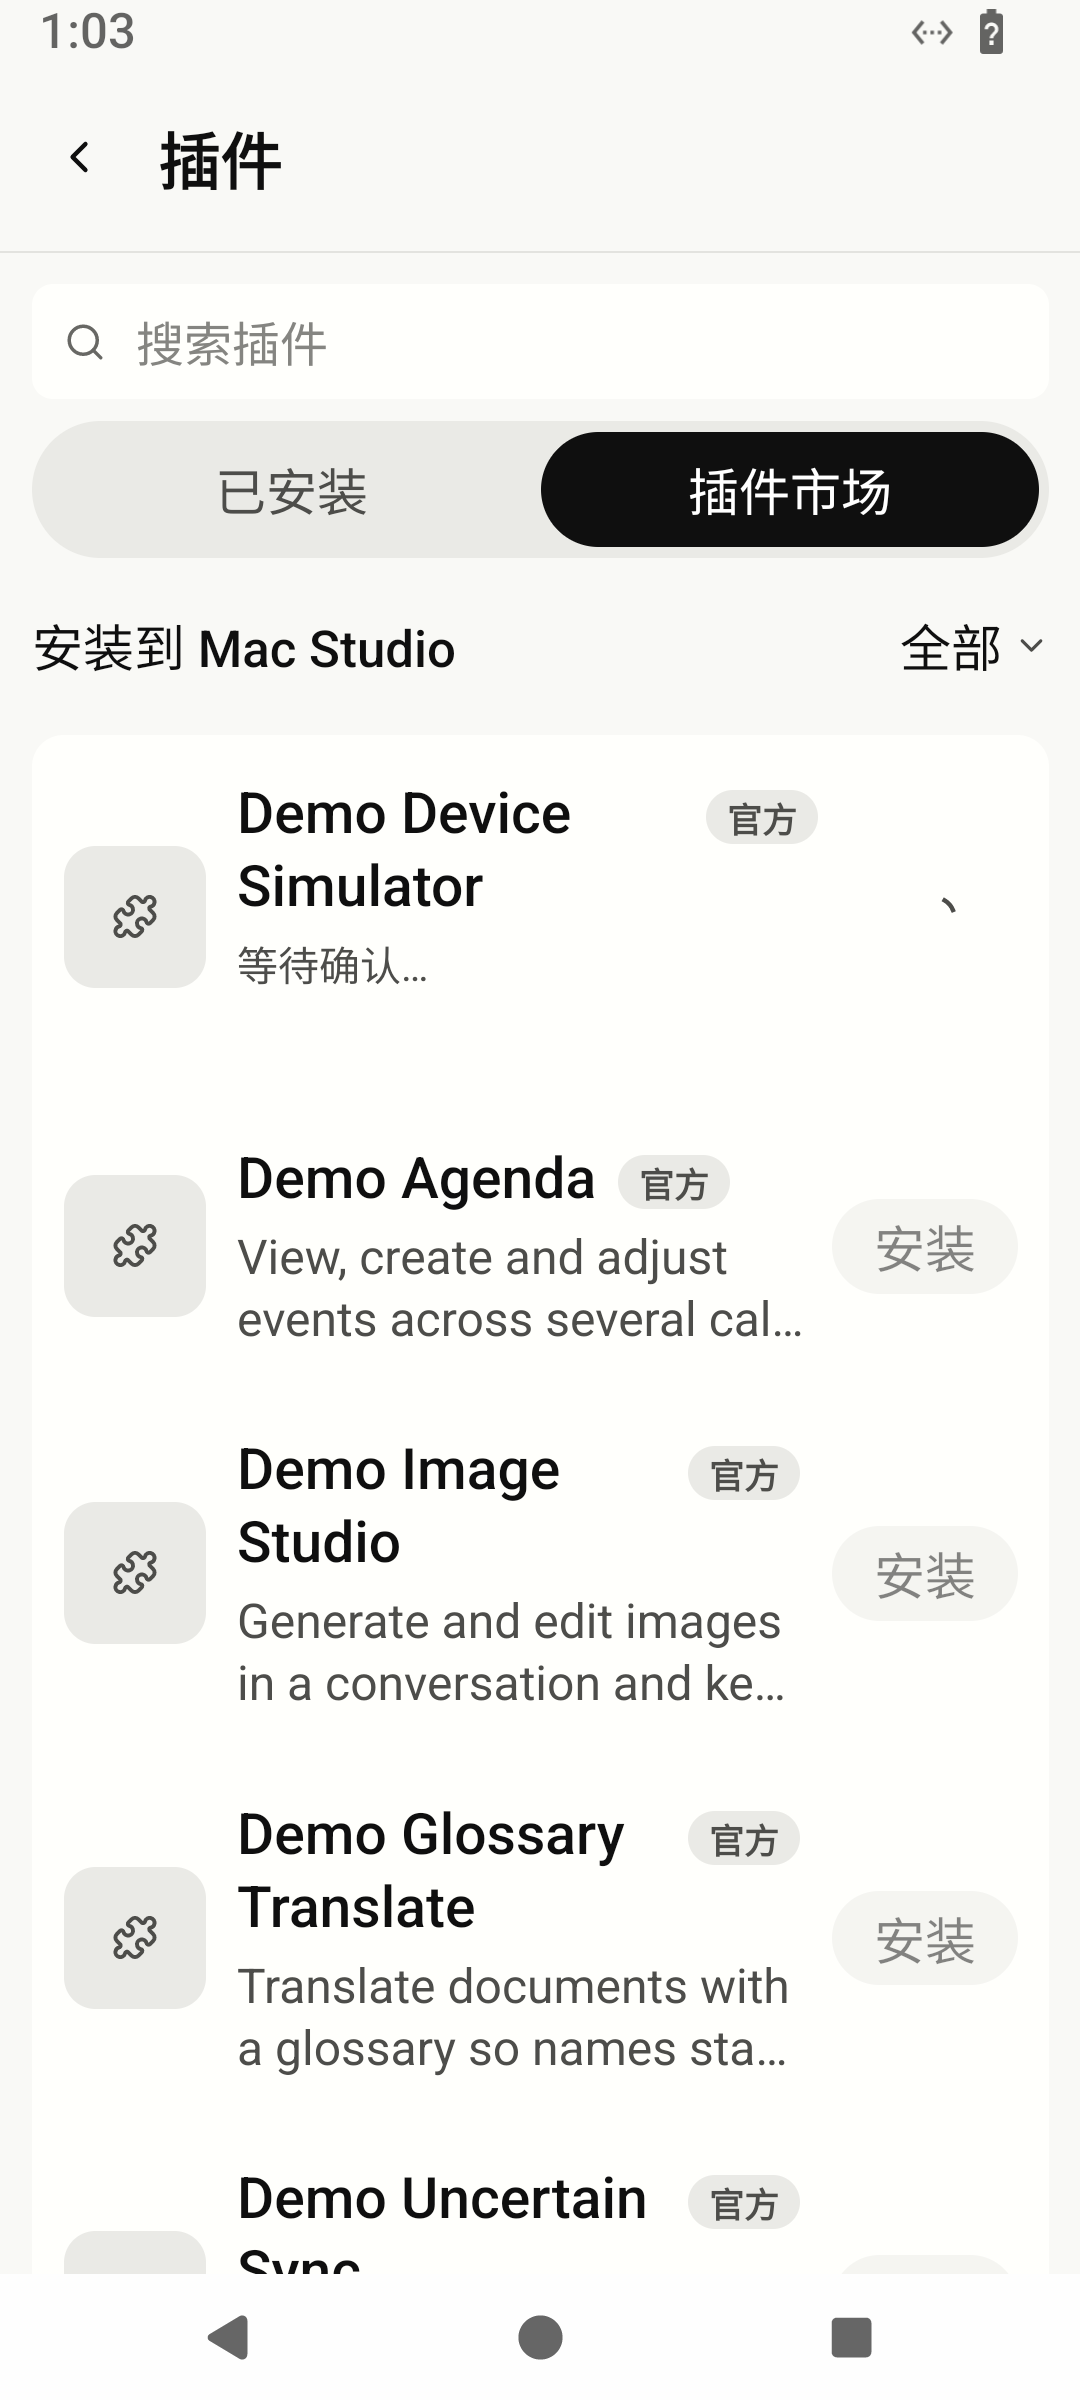 1:03
插件
搜索插件
已安装
插件市场
安装到 Mac Studio
全部
Demo Device
Simulator
官方
等待确认...
Demo Agenda
官方
View, create and adjust
events across several cal...
安装
Demo Image
Studio
官方
Generate and edit images
in a conversation and ke...
安装
Demo Glossary
Translate
官方
Translate documents with
a glossary so names sta...
安装
Demo Uncertain
Sync
官方